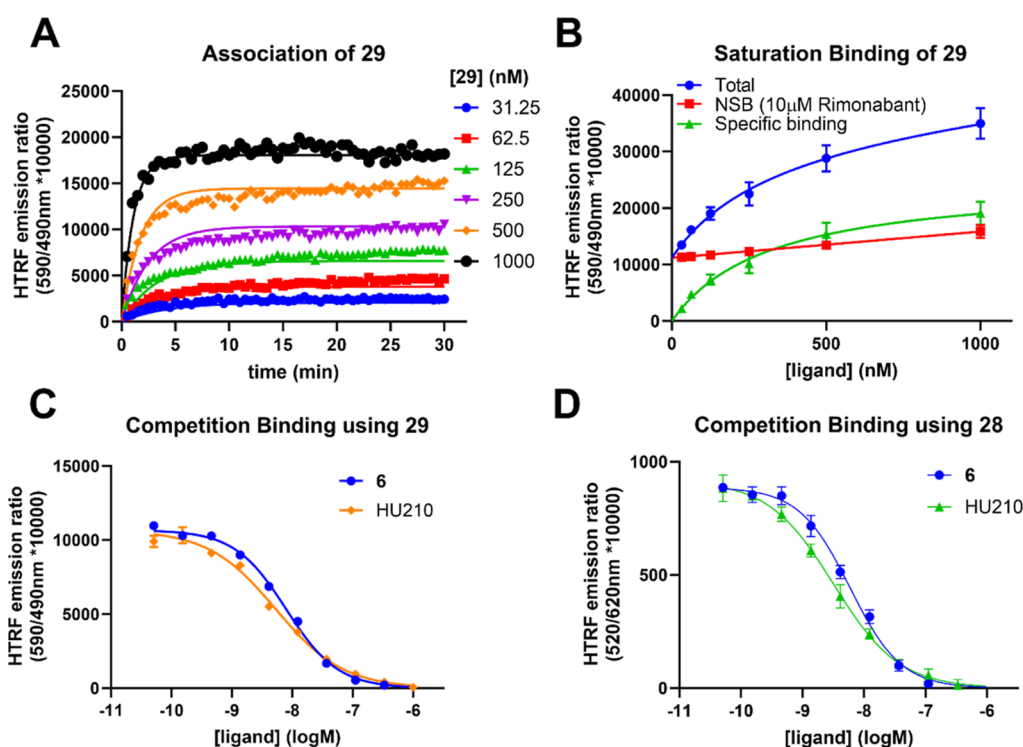 A
Association of 29
HTRF emission ratio
(590/490nm *10000)
25000
20000
15000
10000
5000
0
0 5 10 15 20 25 30
time (min)
[29] (nM)
31.25
62.5
125
250
500
1000
B
Saturation Binding of 29
HTRF emission ratio
(590/490nm *10000)
40000
30000
20000
10000
0
0 500 1000
[ligand] (nM)
Total
NSB (10µM Rimonabant)
Specific binding
C
Competition Binding using 29
HTRF emission ratio
(590/490nm *10000)
15000
10000
5000
0
-11 -10 -9 -8 -7 -6 -5
[ligand] (logM)
6
HU210
D
Competition Binding using 28
HTRF emission ratio
(520/620nm *10000)
1000
500
0
-11 -10 -9 -8 -7 -6 -5
[ligand] (logM)
6
HU210